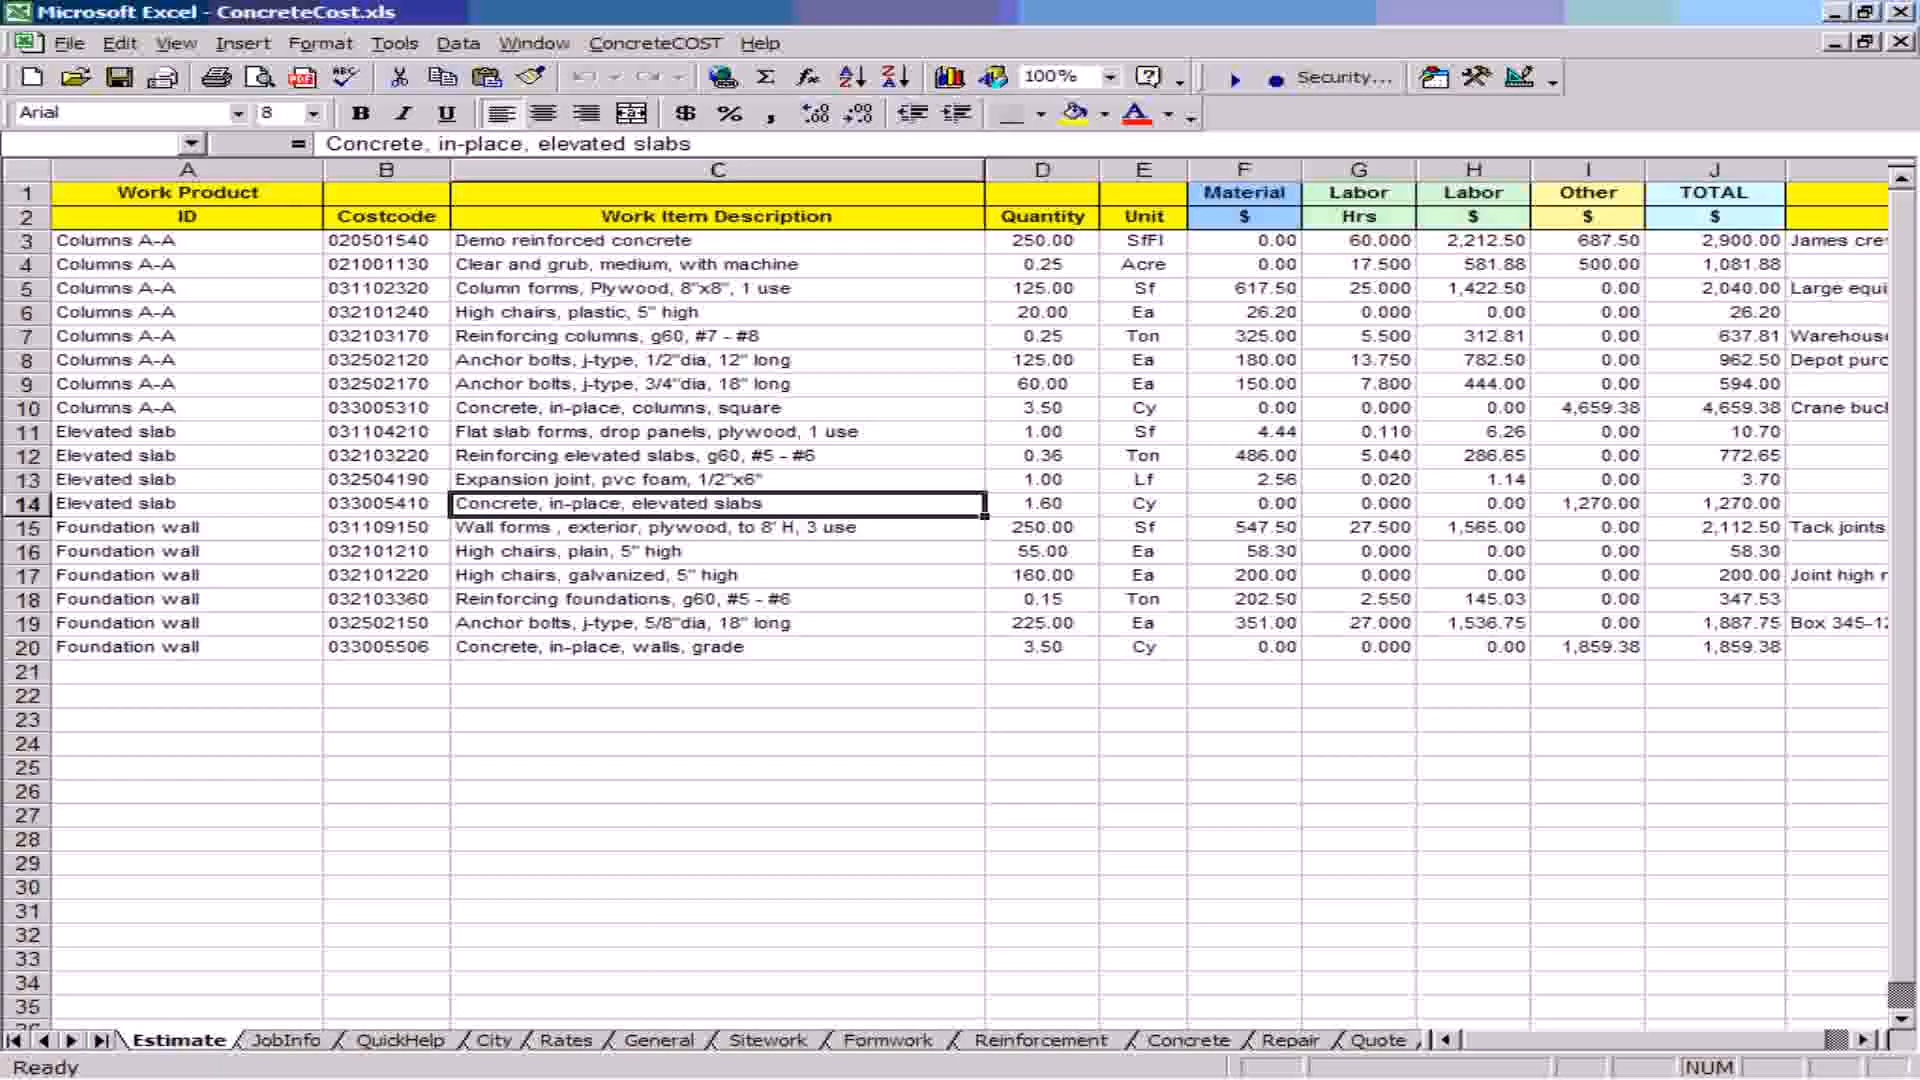 Microsoft Excel - ConcreteCost.xls
File Edit View Insert Format Tools Data Window ConcreteCOST Help
100% Security...
Arial 8 B I U $ % ,
= Concrete, in-place, elevated slabs
A B C D E F G H I J
1 Work Product Material Labor Labor Other TOTAL
2 ID Costcode Work Item Description Quantity Unit $ Hrs $ $ $
3 Columns A-A 020501540 Demo reinforced concrete 250.00 SfFl 0.00 60.000 2,212.50 687.50 2,900.00 James cre
4 Columns A-A 021001130 Clear and grub, medium, with machine 0.25 Acre 0.00 17.500 581.88 500.00 1,081.88
5 Columns A-A 031102320 Column forms, Plywood, 8"x8", 1 use 125.00 Sf 617.50 25.000 1,422.50 0.00 2,040.00 Large equi
6 Columns A-A 032101240 High chairs, plastic, 5" high 20.00 Ea 26.20 0.000 0.00 0.00 26.20
7 Columns A-A 032103170 Reinforcing columns, g60, #7 - #8 0.25 Ton 325.00 5.500 312.81 0.00 637.81 Warehouse
8 Columns A-A 032502120 Anchor bolts, j-type, 1/2"dia, 12" long 125.00 Ea 180.00 13.750 782.50 0.00 962.50 Depot purc
9 Columns A-A 032502170 Anchor bolts, j-type, 3/4"dia, 18" long 60.00 Ea 150.00 7.800 444.00 0.00 594.00
10 Columns A-A 033005310 Concrete, in-place, columns, square 3.50 Cy 0.00 0.000 0.00 4,659.38 4,659.38 Crane buc
11 Elevated slab 031104210 Flat slab forms, drop panels, plywood, 1 use 1.00 Sf 4.44 0.110 6.26 0.00 10.70
12 Elevated slab 032103220 Reinforcing elevated slabs, g60, #5 - #6 0.36 Ton 486.00 5.040 286.65 0.00 772.65
13 Elevated slab 032504190 Expansion joint, pvc foam, 1/2"x6" 1.00 Lf 2.56 0.020 1.14 0.00 3.70
14 Elevated slab 033005410 Concrete, in-place, elevated slabs 1.60 Cy 0.00 0.000 0.00 1,270.00 1,270.00
15 Foundation wall 031109150 Wall forms , exterior, plywood, to 8' H, 3 use 250.00 Sf 547.50 27.500 1,565.00 0.00 2,112.50 Tack joints
16 Foundation wall 032101210 High chairs, plain, 5" high 55.00 Ea 58.30 0.000 0.00 0.00 58.30
17 Foundation wall 032101220 High chairs, galvanized, 5" high 160.00 Ea 200.00 0.000 0.00 0.00 200.00 Joint high
18 Foundation wall 032103360 Reinforcing foundations, g60, #5 - #6 0.15 Ton 202.50 2.550 145.03 0.00 347.53
19 Foundation wall 032502150 Anchor bolts, j-type, 5/8"dia, 18" long 225.00 Ea 351.00 27.000 1,536.75 0.00 1,887.75 Box 345-12
20 Foundation wall 033005506 Concrete, in-place, walls, grade 3.50 Cy 0.00 0.000 0.00 1,859.38 1,859.38
21
22
23
24
25
26
27
28
29
30
31
32
33
34
35
Estimate JobInfo QuickHelp City Rates General Sitework Formwork Reinforcement Concrete Repair Quote
Ready NUM